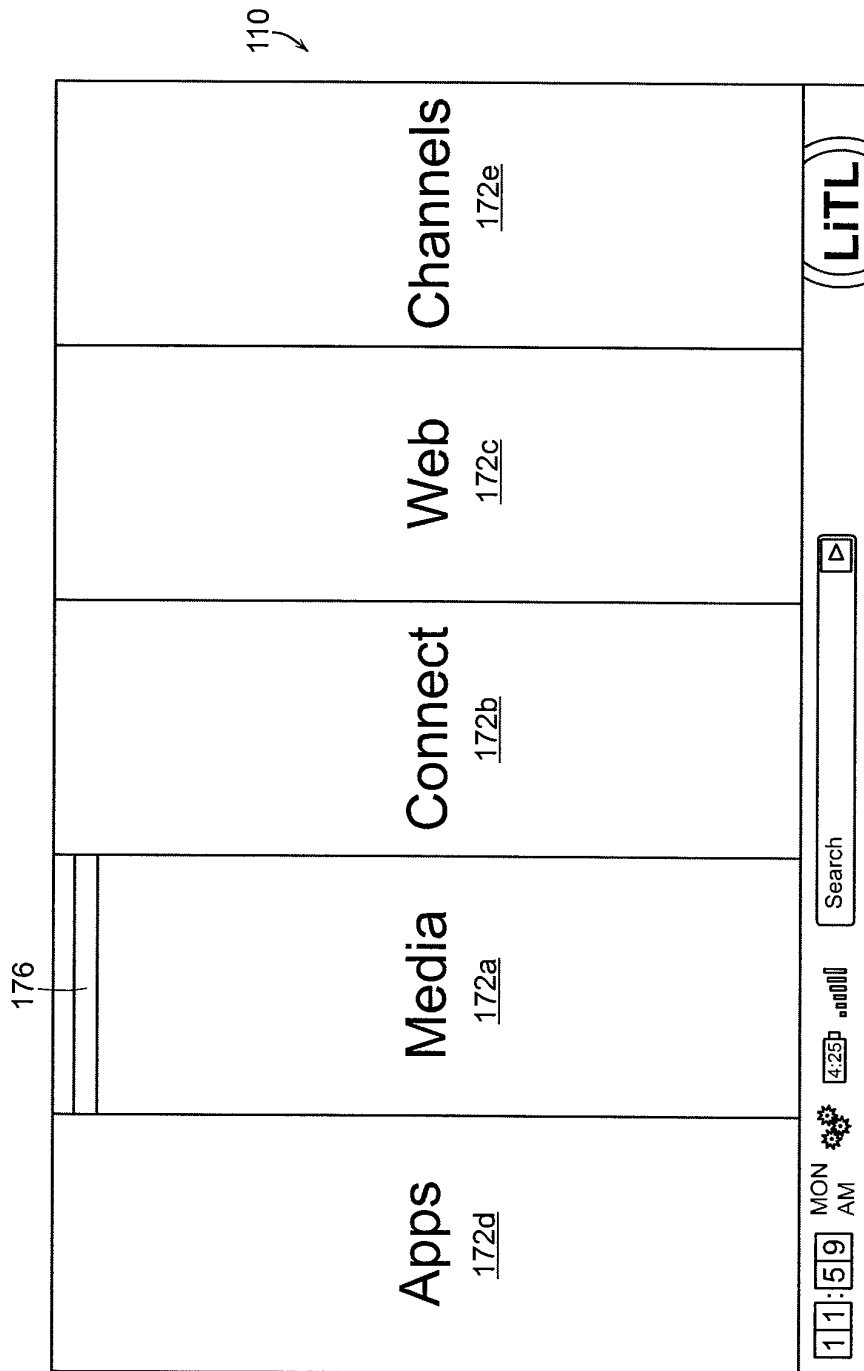 110
176
Apps
172d
Media
172a
Connect
172b
Web
172c
Channels
172e
11:59
MON
AM
4:25
Search
LiTL